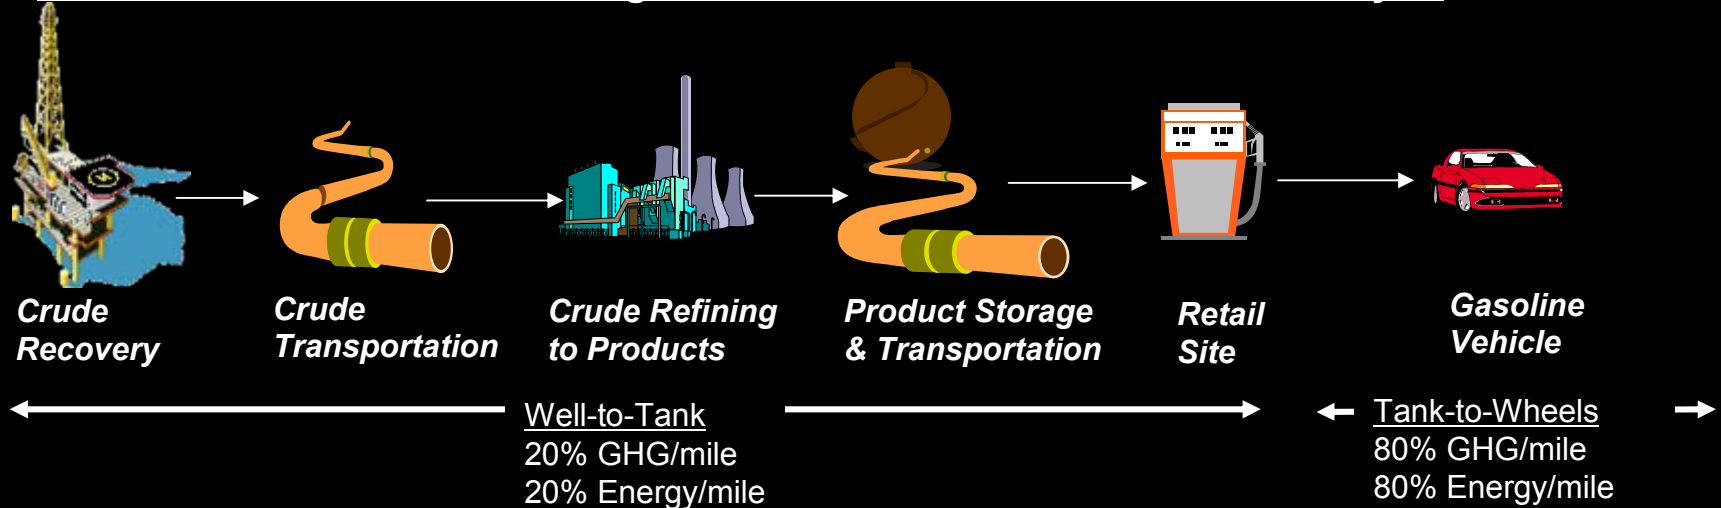 Crude
Recovery
Crude
Transportation
Crude Refining
to Products
Product Storage
& Transportation
Retail
Site
Gasoline
Vehicle
Well-to-Tank
20% GHG/mile
20% Energy/mile
Tank-to-Wheels
80% GHG/mile
80% Energy/mile